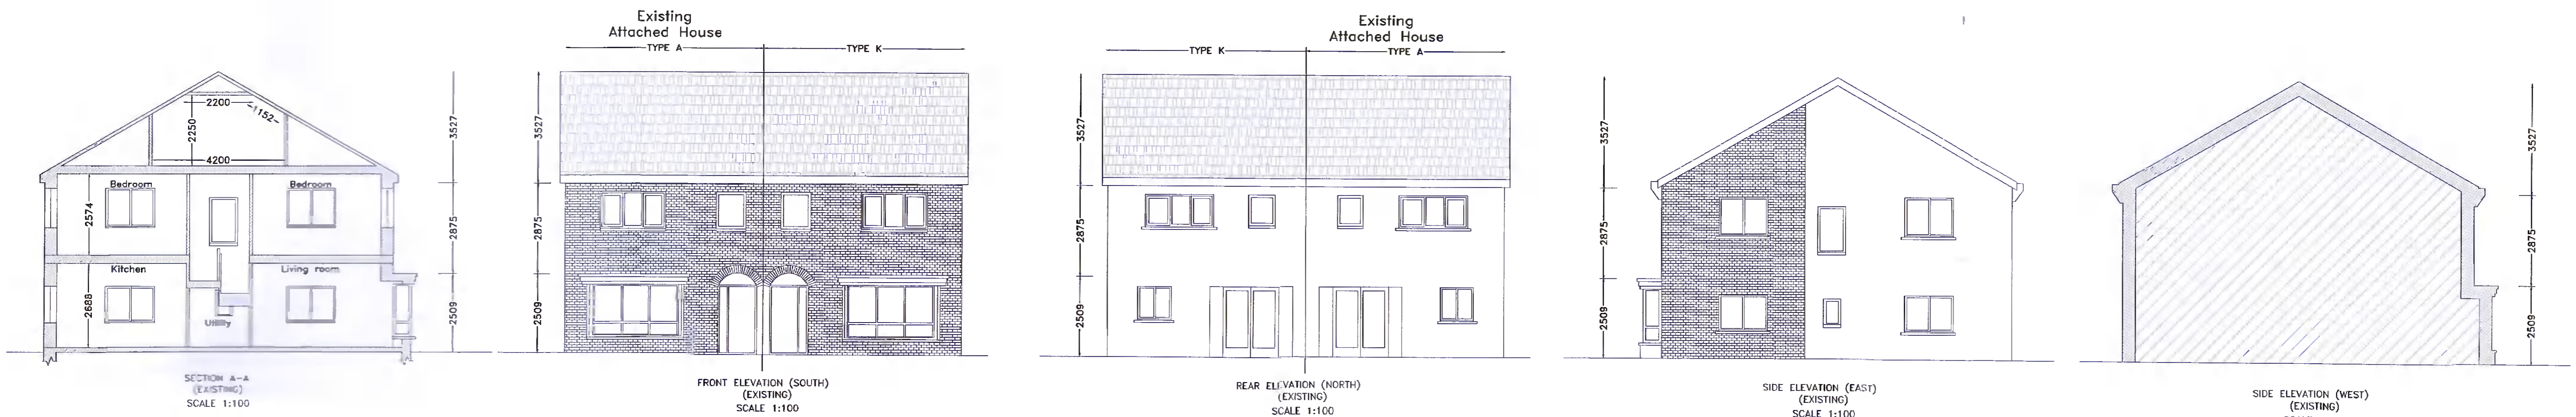 2200
1152
2250
4200
3527
Bedroom
Bedroom
2574
2875
Kitchen
Living room
2688
Utility
2509
SECTION A-A
(EXISTING)
SCALE 1:100
Existing
Attached House
TYPE A
TYPE K
3527
2875
2509
FRONT ELEVATION (SOUTH)
(EXISTING)
SCALE 1:100
Existing
Attached House
TYPE K
TYPE A
3527
2875
2509
REAR ELEVATION (NORTH)
(EXISTING)
SCALE 1:100
3527
2875
2509
SIDE ELEVATION (EAST)
(EXISTING)
SCALE 1:100
3527
2875
2509
SIDE ELEVATION (WEST)
(EXISTING)